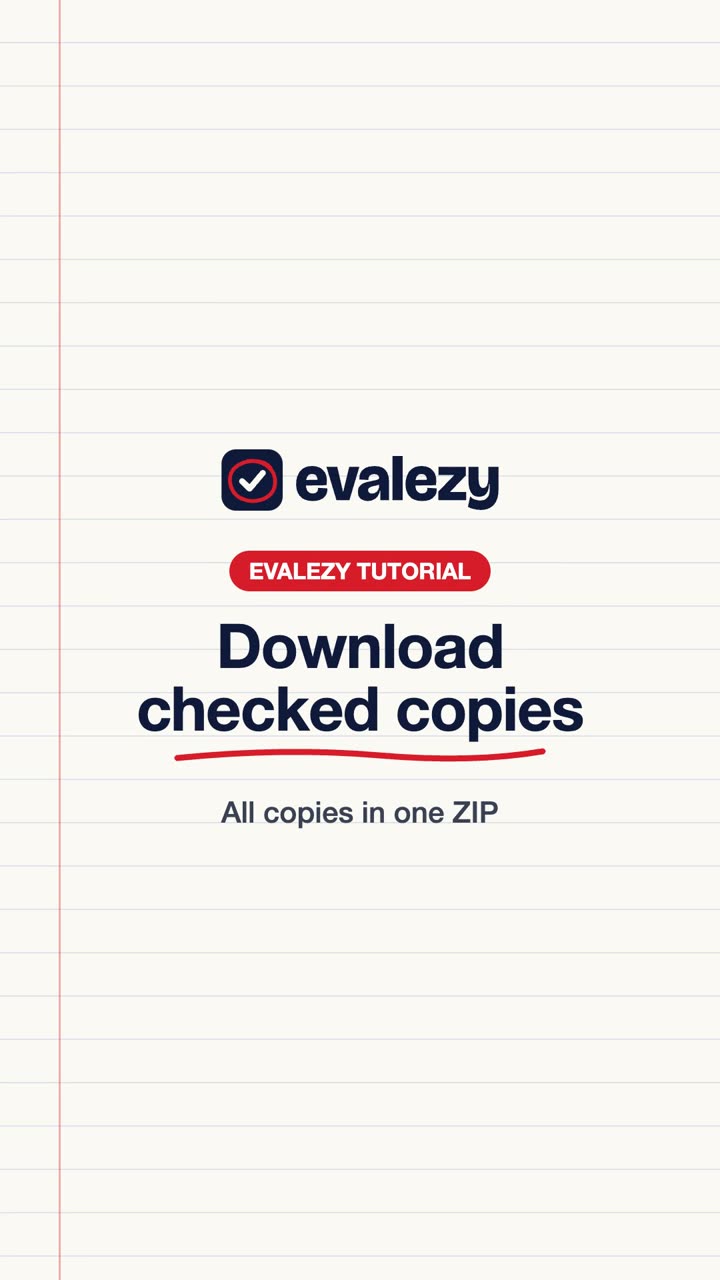 evalezy
EVALEZY TUTORIAL
Download
checked copies
All copies in one ZIP